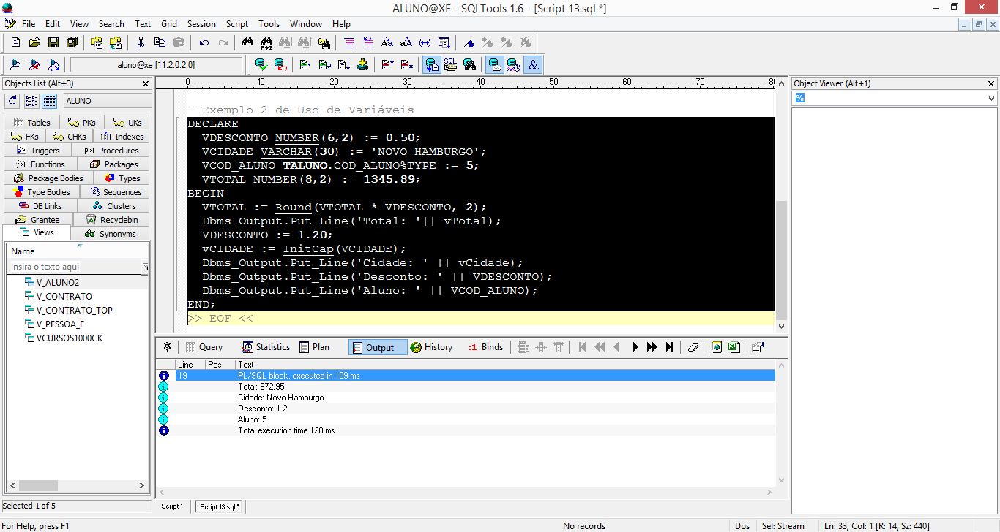 ALUNO@XE - SQLTools 1.6 - [Script 13.sql *]
File Edit View Search Text Grid Session Script Tools Window Help
aluno@xe [11.2.0.2.0]
Objects List (Alt+3)
ALUNO
Tables PKs UKs
FKs CHKs Indexes
Triggers Procedures
Functions Packages
Package Bodies Types
Type Bodies Sequences
DB Links Clusters
Grantee Recyclebin
Views Synonyms
Name
Insira o texto aqui
V_ALUNO2
V_CONTRATO
V_CONTRATO_TOP
V_PESSOA_F
VCURSOS1000CK
Selected 1 of 5
0 10 20 30 40 50 60 70 80
--Exemplo 2 de Uso de Variáveis
DECLARE
VDESCONTO NUMBER(6,2) := 0.50;
VCIDADE VARCHAR(30) := 'NOVO HAMBURGO';
VCOD_ALUNO TALUNO.COD_ALUNO%TYPE := 5;
VTOTAL NUMBER(8,2) := 1345.89;
BEGIN
VTOTAL := Round(VTOTAL * VDESCONTO, 2);
Dbms_Output.Put_Line('Total: '|| vTotal);
VDESCONTO := 1.20;
vCIDADE := InitCap(VCIDADE);
Dbms_Output.Put_Line('Cidade: ' || vCidade);
Dbms_Output.Put_Line('Desconto: ' || VDESCONTO);
Dbms_Output.Put_Line('Aluno: ' || VCOD_ALUNO);
END;
>> EOF <<
Query Statistics Plan Output History :1 Binds
Line Pos Text
19 PL/SQL block, executed in 109 ms
Total: 672.95
Cidade: Novo Hamburgo
Desconto: 1.2
Aluno: 5
Total execution time 128 ms
Script 1 Script 13.sql *
Object Viewer (Alt+1)
%
For Help, press F1 No records Dos Sel: Stream Ln: 33, Col: 1 [R: 14, Sz: 440]